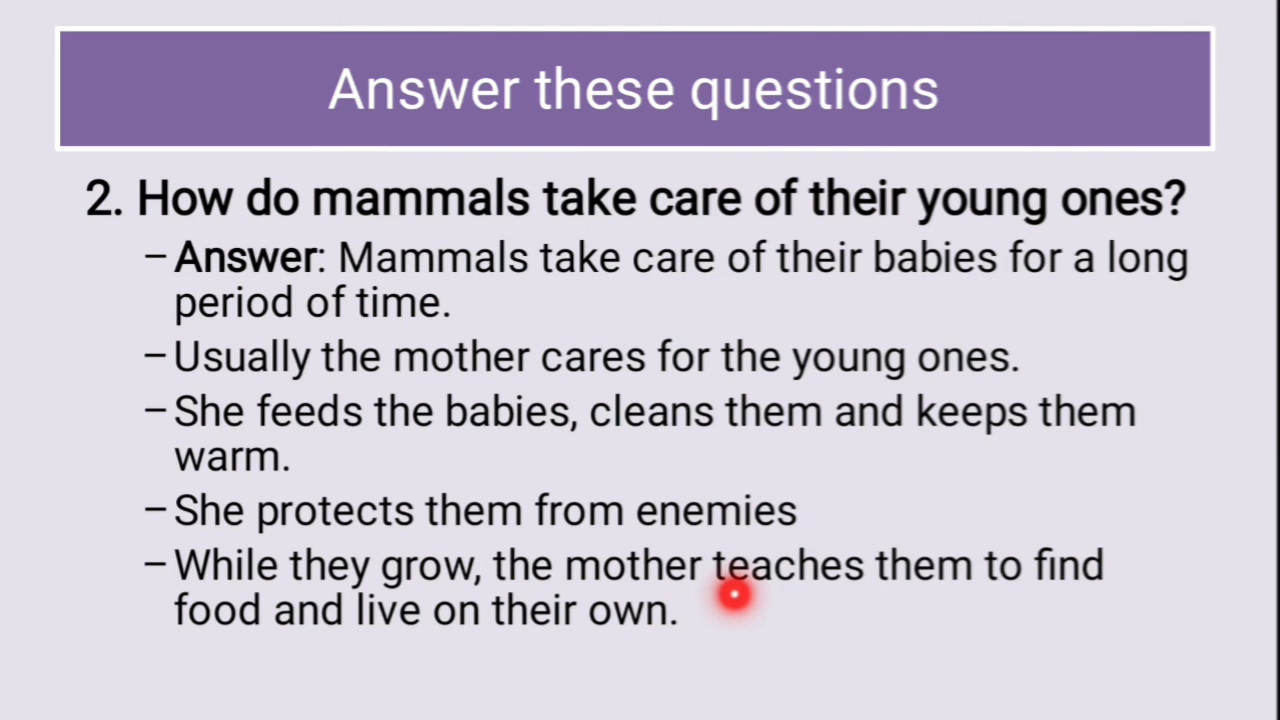 Answer these questions
2. How do mammals take care of their young ones?
– Answer: Mammals take care of their babies for a long
period of time.
– Usually the mother cares for the young ones.
– She feeds the babies, cleans them and keeps them
warm.
– She protects them from enemies
– While they grow, the mother teaches them to find
food and live on their own.